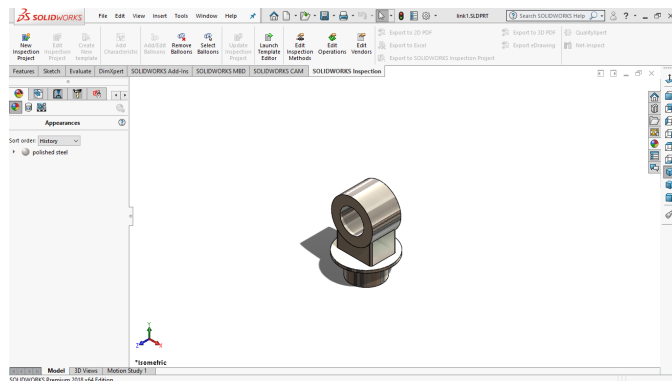 SOLIDWORKS File Edit View Insert Tools Window Help link1.SLDPRT Search SOLIDWORKS Help
New Inspection Project
Edit Inspection Project
Create New template
Add Characteristic
Add/Edit Balloons
Remove Balloons
Select Balloons
Update Inspection Project
Launch Template Editor
Edit Inspection Methods
Edit Operations
Edit Vendors
Export to 2D PDF
Export to Excel
Export to SOLIDWORKS Inspection Project
Export to 3D PDF
Export eDrawing
QualityXpert
Net-Inspect
Features Sketch Evaluate DimXpert SOLIDWORKS Add-Ins SOLIDWORKS MBD SOLIDWORKS CAM SOLIDWORKS Inspection
Appearances
Sort order: History
polished steel
Y
Z X
*Isometric
Model 3D Views Motion Study 1
SOLIDWORKS Premium 2018 x64 Edition